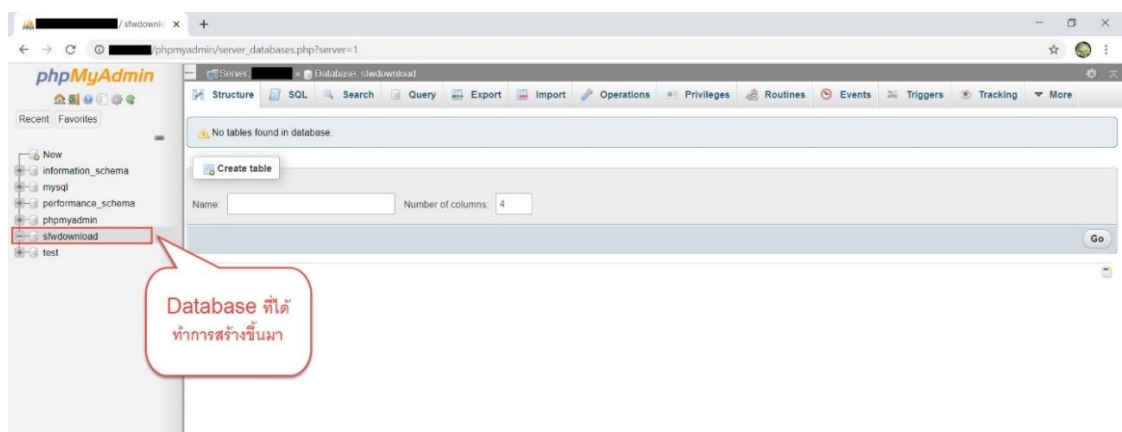 / sfwdownlo
/phpmyadmin/server_databases.php?server=1
phpMyAdmin
Recent Favorites
New
information_schema
mysql
performance_schema
phpmyadmin
sfwdownload
test
Server: » Database: sfwdownload
Structure SQL Search Query Export Import Operations Privileges Routines Events Triggers Tracking More
No tables found in database.
Create table
Name: Number of columns: 4
Go
Database ที่ได้
ทำการสร้างขึ้นมา